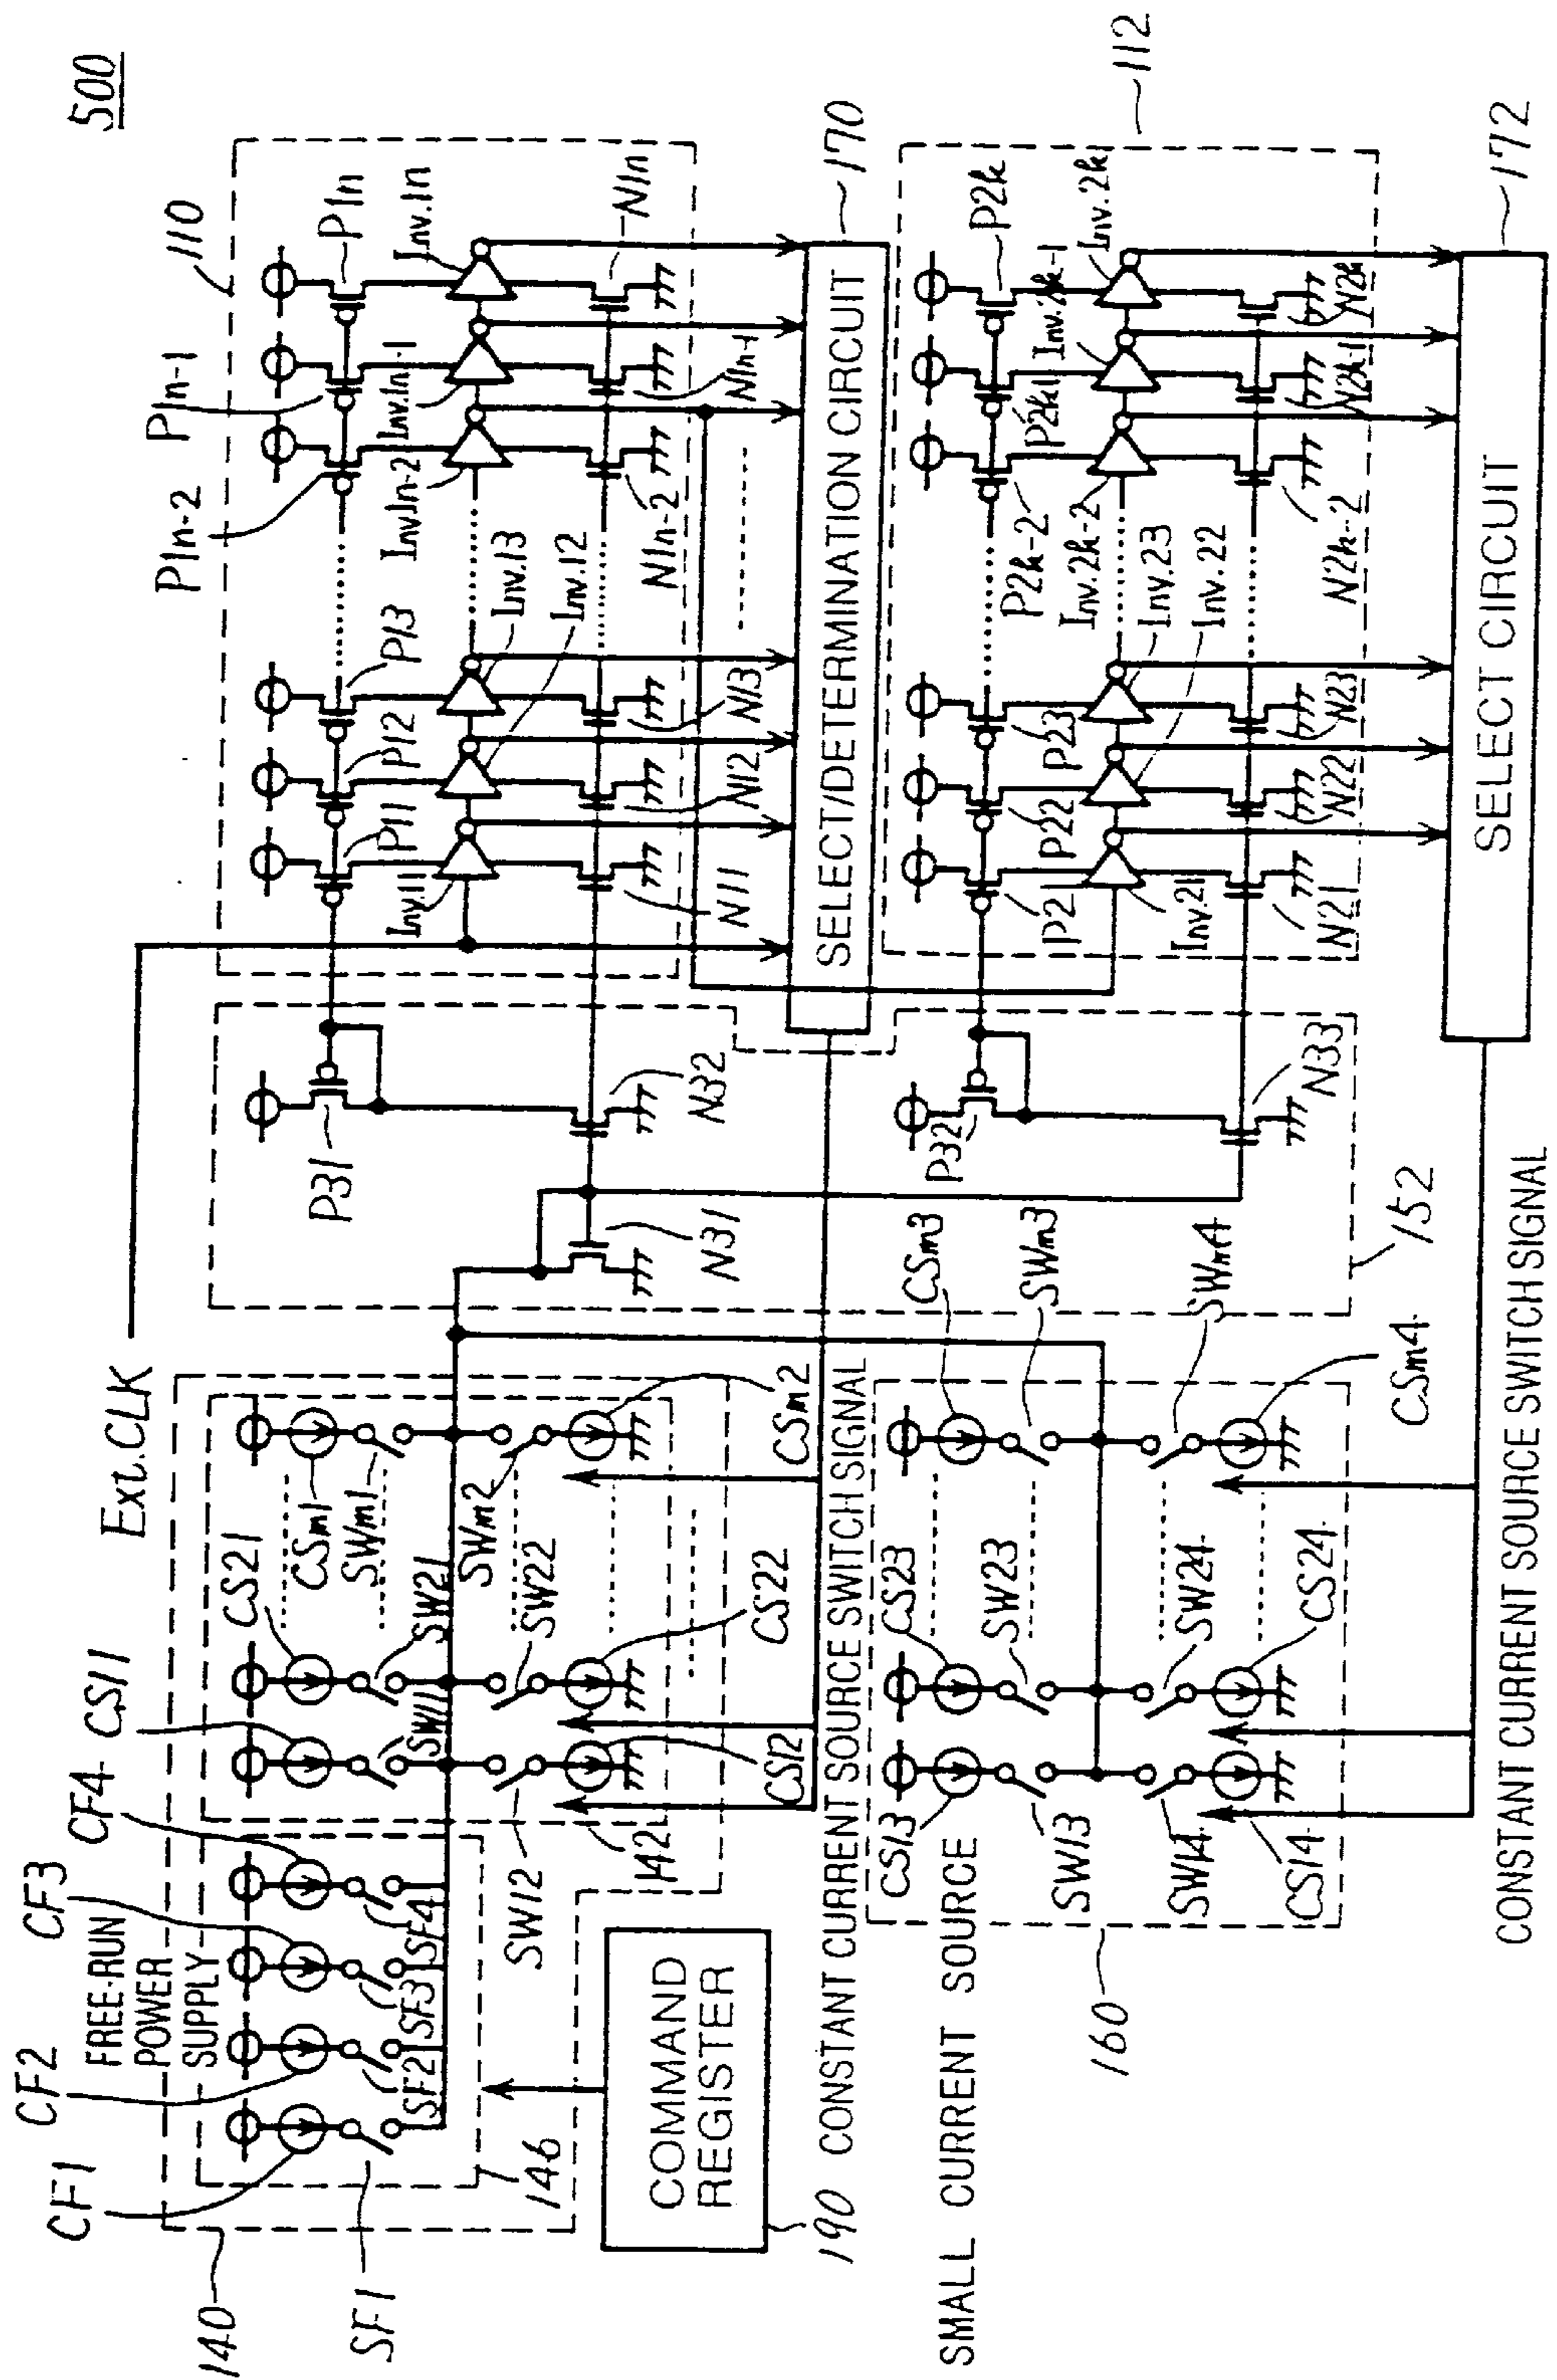 500
110
P1n-2
P1n-1
P1n
P11
P12
P13
Inv.11
Inv.12
Inv.13
Inv.1n-2
Inv.1n-1
Inv.1n
N11
N12
N13
N1n-2
N1n-1
N1n
SELECT/DETERMINATION CIRCUIT
170
112
P21
P22
P23
P2k-2
P2k-1
P2k
Inv.21
Inv.22
Inv.23
Inv.2k-2
Inv.2k-1
Inv.2k
N21
N22
N23
N2k-2
N2k-1
N2k
SELECT CIRCUIT
172
Ext.CLK
P31
N32
N31
P32
N33
152
140
CF1
CF2
CF3
CF4
FREE-RUN
POWER
SUPPLY
SF1
SF2
SF3
SF4
146
COMMAND
REGISTER
190
CS11
CS21
CSm1
SW11
SW21
SWm1
SW12
SW22
SWm2
CS12
CS22
CSm2
142
CONSTANT CURRENT SOURCE SWITCH SIGNAL
SMALL CURRENT SOURCE
CS13
CS23
CSm3
SW13
SW23
SWm3
SW14
SW24
SWm4
CS14
CS24
CSm4
160
CONSTANT CURRENT SOURCE SWITCH SIGNAL